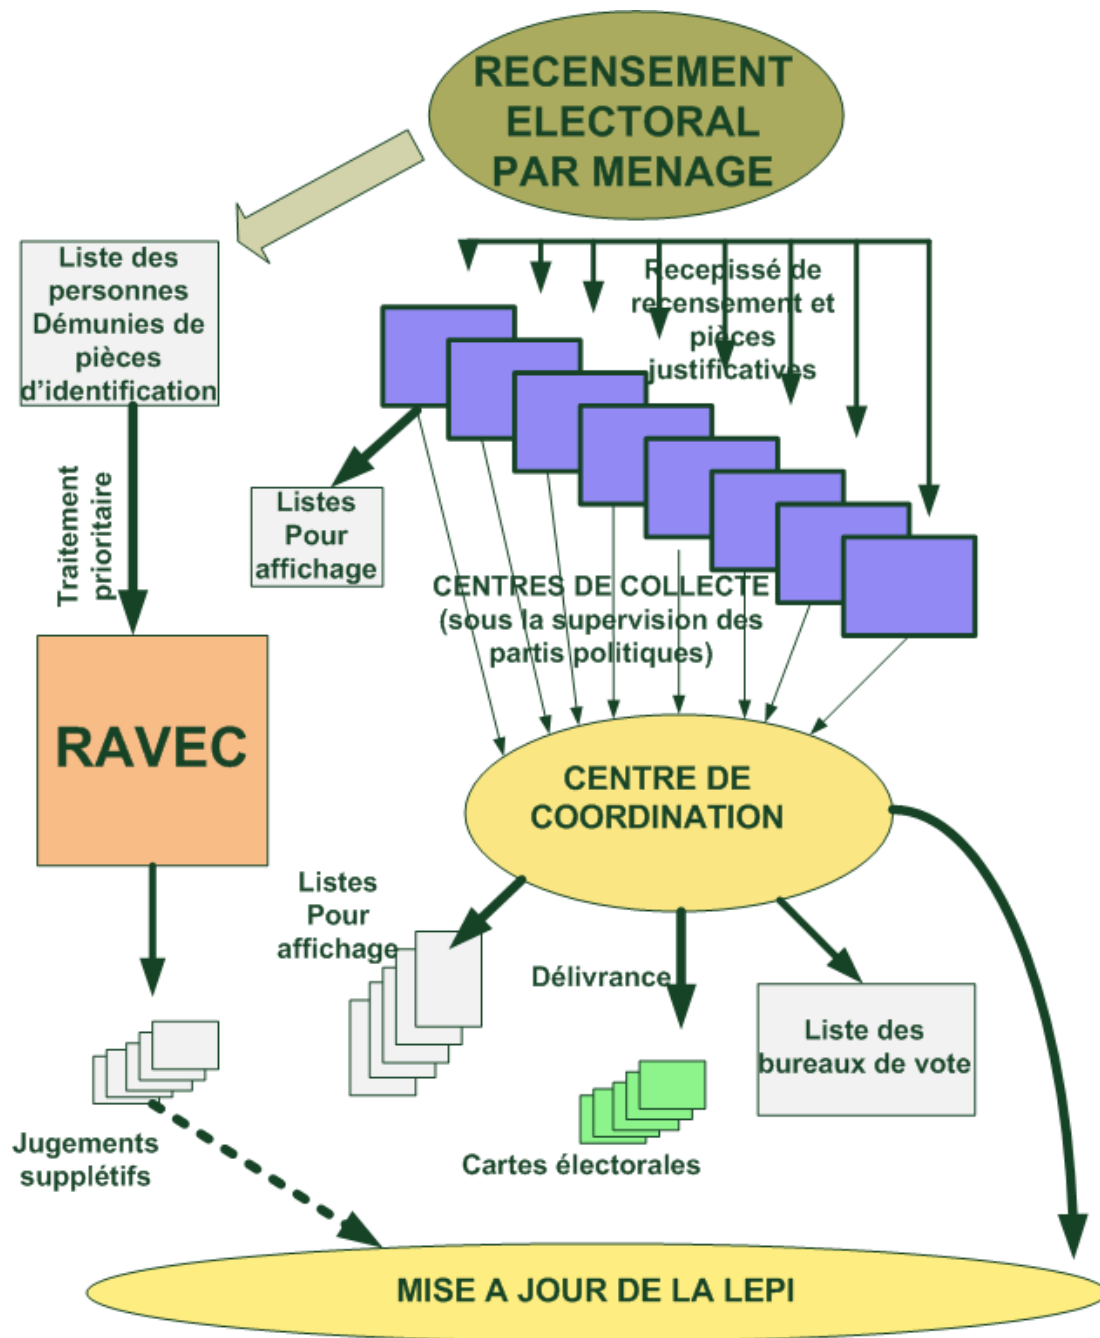 RECENSEMENT
ELECTORAL
PAR MENAGE
Liste des
personnes
Démunies de
pièces
d'identification
Recepissé de
recensement et
pièces
justificatives
Traitement
prioritaire
Listes
Pour
affichage
CENTRES DE COLLECTE
(sous la supervision des
partis politiques)
RAVEC
CENTRE DE
COORDINATION
Listes
Pour
affichage
Délivrance
Liste des
bureaux de vote
Jugements
supplétifs
Cartes électorales
MISE A JOUR DE LA LEPI